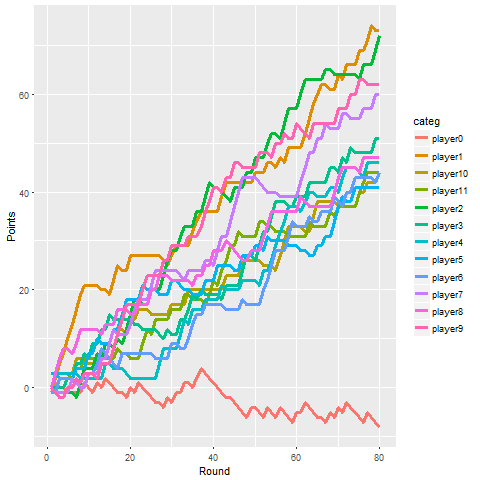 categ
player0
player1
player10
player11
player2
player3
player4
player5
player6
player7
player8
player9
Points
60
40
20
0
0
20
40
60
80
Round